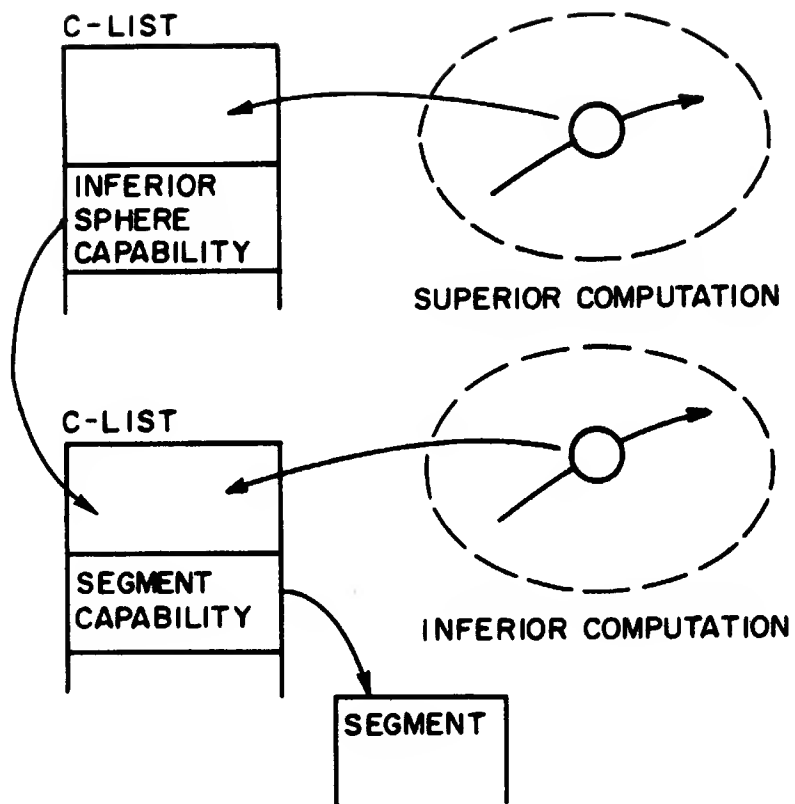 C-LIST
INFERIOR
SPHERE
CAPABILITY
SUPERIOR COMPUTATION
C-LIST
SEGMENT
CAPABILITY
INFERIOR COMPUTATION
SEGMENT